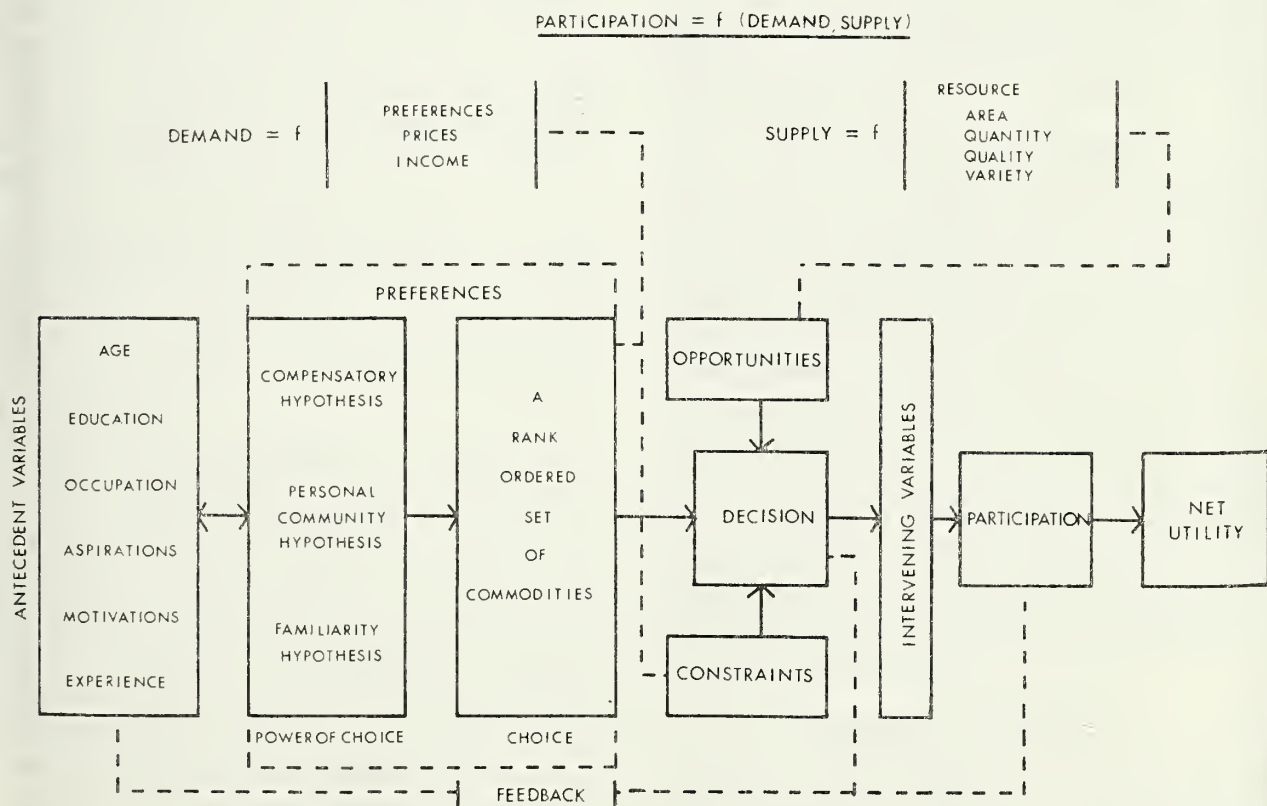 PARTICIPATION = f (DEMAND, SUPPLY)
DEMAND = f
PREFERENCES
PRICES
INCOME
SUPPLY = f
RESOURCE
AREA
QUANTITY
QUALITY
VARIETY
PREFERENCES
ANTECEDENT VARIABLES
AGE
EDUCATION
OCCUPATION
ASPIRATIONS
MOTIVATIONS
EXPERIENCE
COMPENSATORY
HYPOTHESIS
PERSONAL
COMMUNITY
HYPOTHESIS
FAMILIARITY
HYPOTHESIS
A
RANK
ORDERED
SET
OF
COMMODITIES
OPPORTUNITIES
DECISION
CONSTRAINTS
INTERVENING VARIABLES
PARTICIPATION
NET
UTILITY
POWER OF CHOICE
CHOICE
FEEDBACK